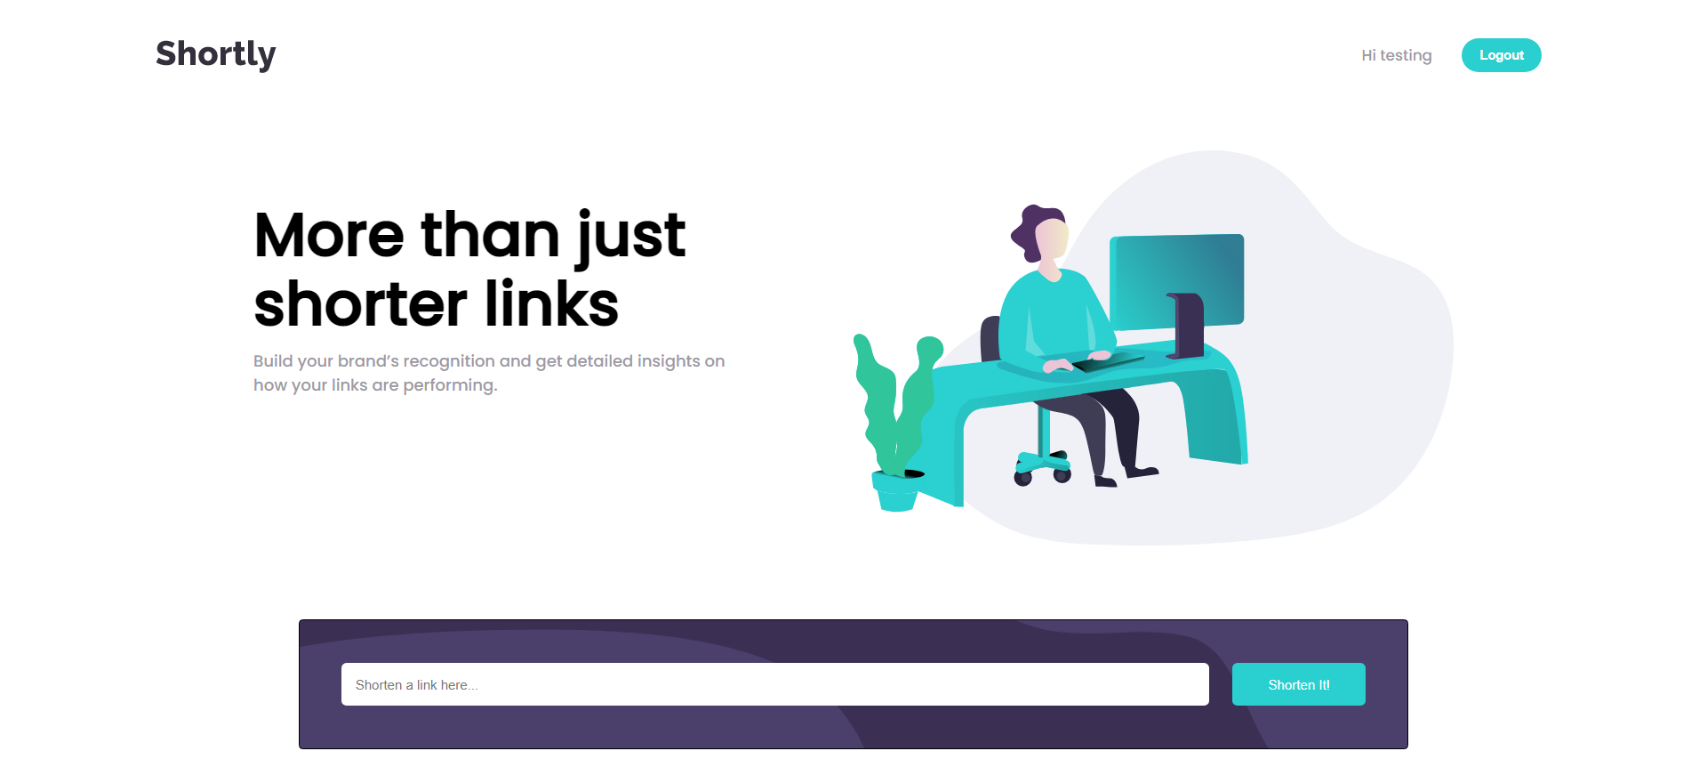 Shortly
Hi testing
Logout
More than just
shorter links
Build your brand’s recognition and get detailed insights on
how your links are performing.
Shorten a link here...
Shorten It!